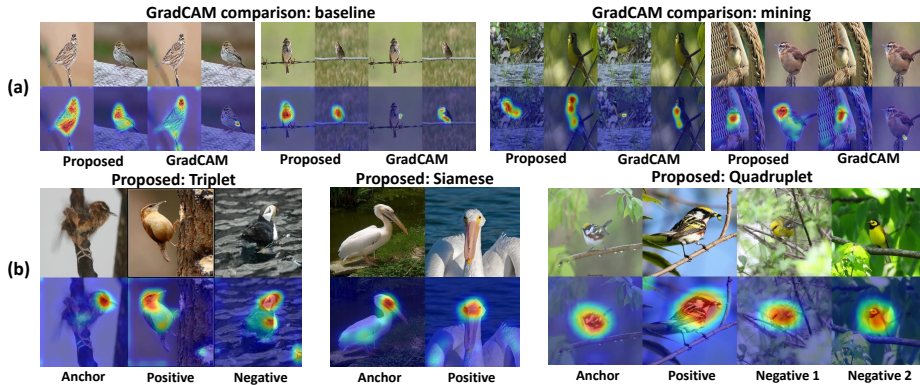 GradCAM comparison: baseline
GradCAM comparison: mining
(a)
Proposed GradCAM Proposed GradCAM Proposed GradCAM Proposed GradCAM
Proposed: Triplet
Proposed: Siamese
Proposed: Quadruplet
(b)
Anchor Positive Negative Anchor Positive Anchor Positive Negative 1 Negative 2